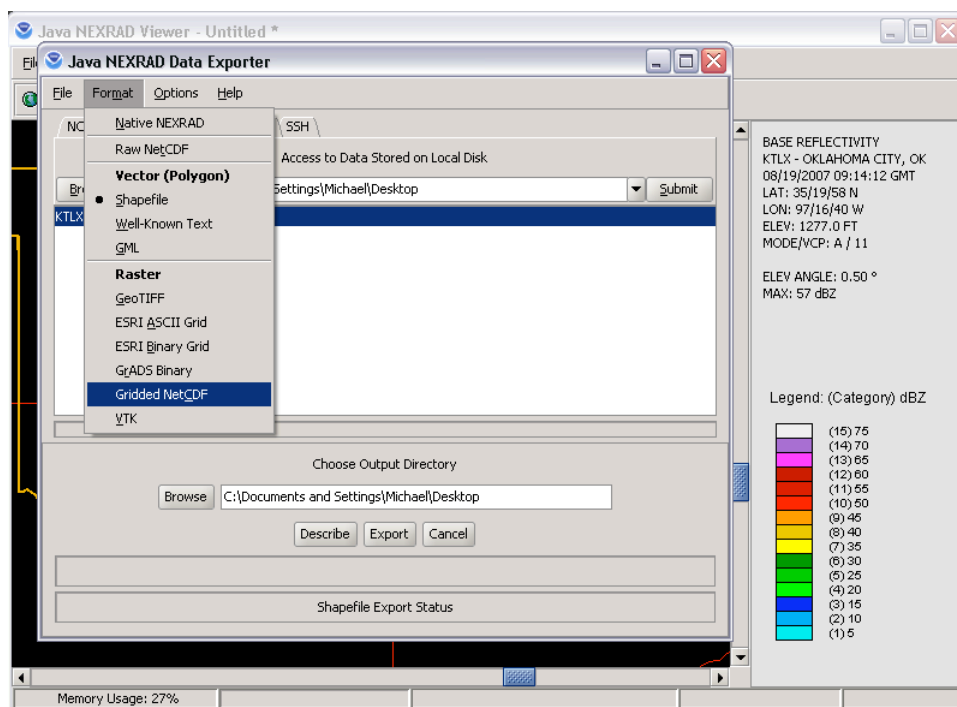 Java NEXRAD Viewer - Untitled *
Java NEXRAD Data Exporter
File Format Options Help
Native NEXRAD
Raw NetCDF
Vector (Polygon)
Shapefile
Well-Known Text
GML
Raster
GeoTIFF
ESRI ASCII Grid
ESRI Binary Grid
GrADS Binary
Gridded NetCDF
VTK
SSH
Access to Data Stored on Local Disk
Settings\Michael\Desktop
Submit
KTLX
Choose Output Directory
Browse C:\Documents and Settings\Michael\Desktop
Describe Export Cancel
Shapefile Export Status
Memory Usage: 27%
BASE REFLECTIVITY
KTLX - OKLAHOMA CITY, OK
08/19/2007 09:14:12 GMT
LAT: 35/19/58 N
LON: 97/16/40 W
ELEV: 1277.0 FT
MODE/VCP: A / 11
ELEV ANGLE: 0.50 °
MAX: 57 dBZ
Legend: (Category) dBZ
(15) 75
(14) 70
(13) 65
(12) 60
(11) 55
(10) 50
(9) 45
(8) 40
(7) 35
(6) 30
(5) 25
(4) 20
(3) 15
(2) 10
(1) 5